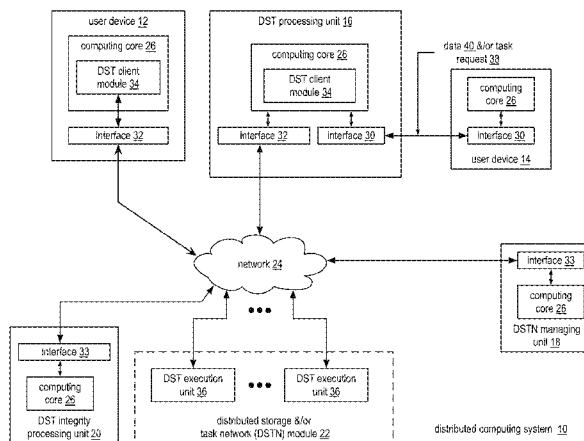 user device 12
computing core 26
DST client
module
34
interface 32
DST processing unit 16
computing core 26
DST client
module
34
interface 32
interface 30
data 40 &/or task
request 38
computing
core 26
interface 30
user device 14
network 24
interface 33
computing
core 26
DSTN managing
unit 18
interface 33
computing
core 26
DST integrity
processing unit 20
DST execution
unit 36
DST execution
unit 36
distributed storage &/or
task network (DSTN) module 22
distributed computing system 10